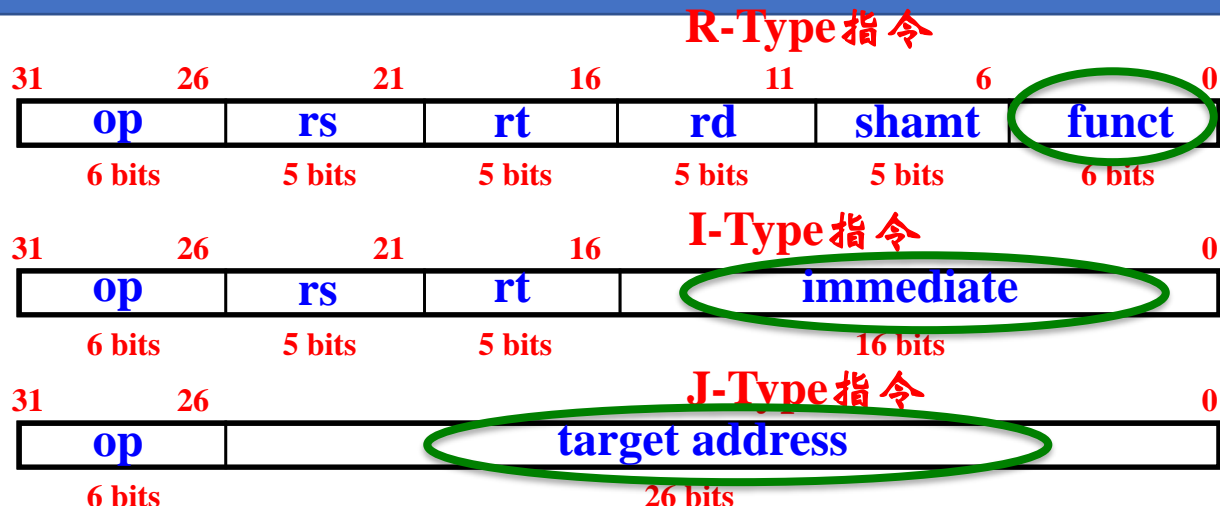 R-Type指令
31 26 21 16 11 6 0
op rs rt rd shamt funct
6 bits 5 bits 5 bits 5 bits 5 bits 6 bits
I-Type指令
31 26 21 16 0
op rs rt immediate
6 bits 5 bits 5 bits 16 bits
J-Type指令
31 26 0
op target address
6 bits 26 bits